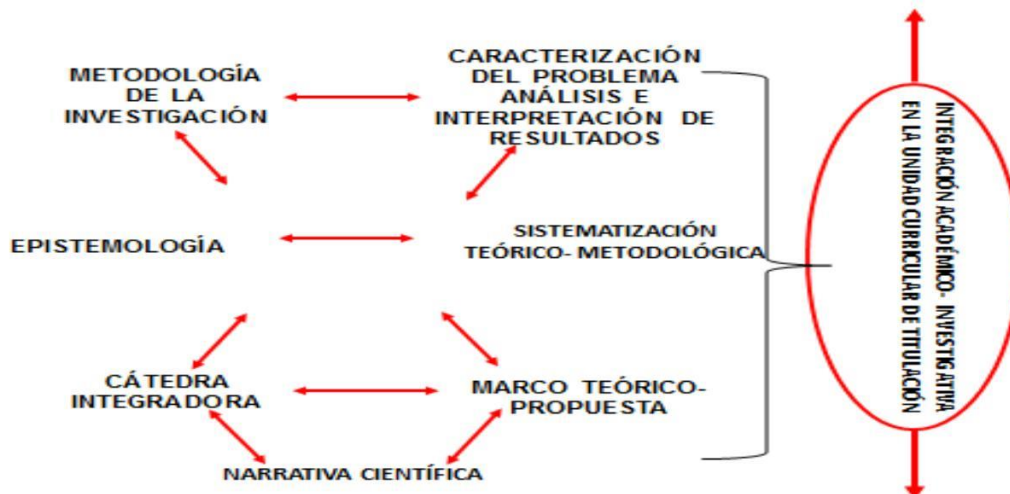 METODOLOGÍA
DE LA
INVESTIGACIÓN
CARACTERIZACIÓN
DEL PROBLEMA
ANÁLISIS E
INTERPRETACIÓN DE
RESULTADOS
EPISTEMOLOGÍA
SISTEMATIZACIÓN
TEÓRICO- METODOLÓGICA
CÁTEDRA
INTEGRADORA
MARCO TEÓRICO-
PROPUESTA
NARRATIVA CIENTÍFICA
INTEGRACIÓN ACADÉMICO- INVESTIGATIVA
EN LA UNIDAD CURRICULAR DE TITULACIÓN